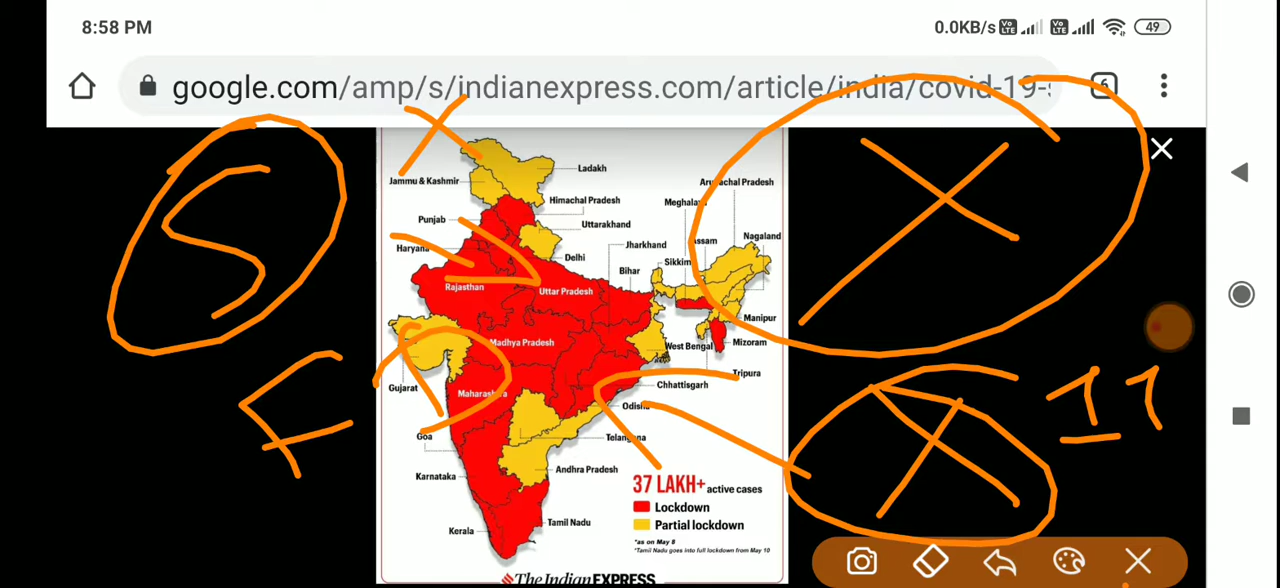 8:58 PM
0.0KB/s Vo LTE Vo LTE 49
google.com/amp/s/indianexpress.com/article/india/covid-19-
6
Ladakh
Jammu & Kashmir
Arunachal Pradesh
Himachal Pradesh
Meghalaya
Punjab
Uttarakhand
Nagaland
Haryana
Jharkhand
Assam
Delhi
Sikkim
Bihar
Rajasthan
Uttar Pradesh
Manipur
Madhya Pradesh
West Bengal
Mizoram
Tripura
Gujarat
Chhattisgarh
Maharashtra
Odisha
Goa
Telangana
Andhra Pradesh
Karnataka
37 LAKH+ active cases
Lockdown
Tamil Nadu
Partial lockdown
Kerala
*as on May 8
*Tamil Nadu goes into full lockdown from May 10
The Indian EXPRESS